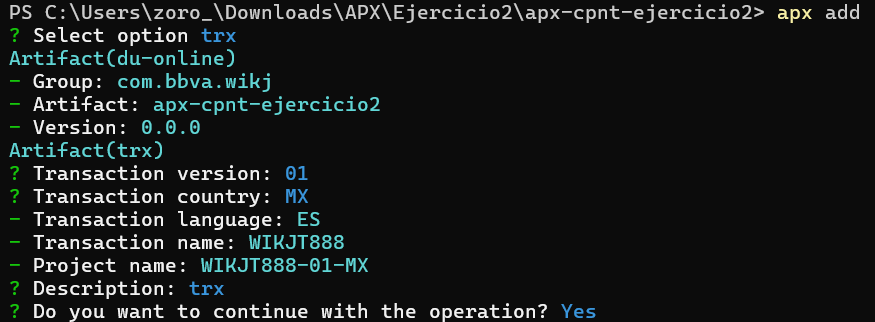 PS C:\Users\zoro_\Downloads\APX\Ejercicio2\apx-cpnt-ejercicio2> apx add
? Select option trx
Artifact(du-online)
- Group: com.bbva.wikj
- Artifact: apx-cpnt-ejercicio2
- Version: 0.0.0
Artifact(trx)
? Transaction version: 01
? Transaction country: MX
- Transaction language: ES
- Transaction name: WIKJT888
- Project name: WIKJT888-01-MX
? Description: trx
? Do you want to continue with the operation? Yes